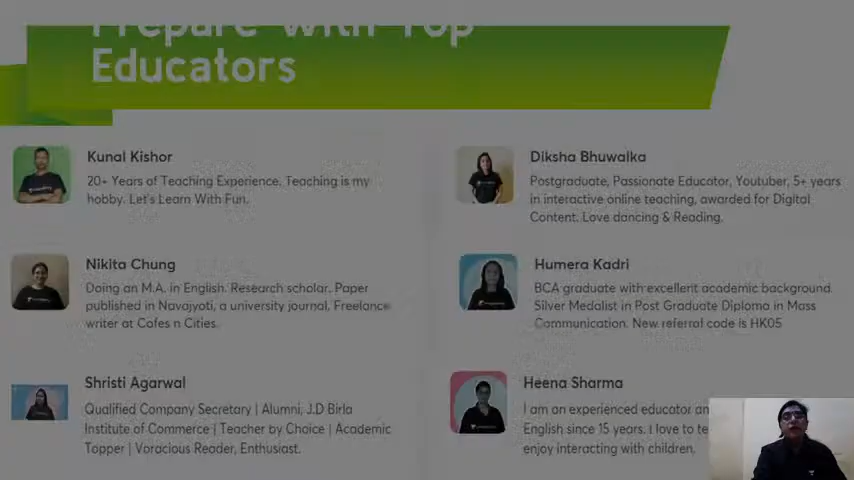 Prepare With Top
Educators
Kunal Kishor
20+ Years of Teaching Experience. Teaching is my
hobby. Let's Learn With Fun.
Diksha Bhuwalka
Postgraduate, Passionate Educator, Youtuber, 5+ years
in interactive online teaching, awarded for Digital
Content. Love dancing & Reading.
Nikita Chung
Doing an M.A. in English. Research scholar. Paper
published in Navajyoti, a university journal. Freelance
writer at Cafes n Cities.
Humera Kadri
BCA graduate with excellent academic background.
Silver Medalist in Post Graduate Diploma in Mass
Communication. New referral code is HK05
Shristi Agarwal
Qualified Company Secretary | Alumni, J.D Birla
Institute of Commerce | Teacher by Choice | Academic
Topper | Voracious Reader, Enthusiast.
Heena Sharma
I am an experienced educator an
English since 15 years. I love to te
enjoy interacting with children.